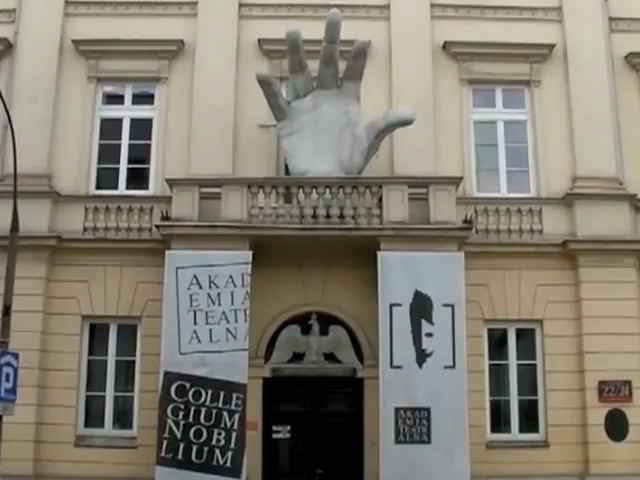 AKAD
EMIA
TEATR
ALNA
COLLE
GIUM
NOBI
LIUM
AKAD
EMIA
TEATR
ALNA
22/24
P